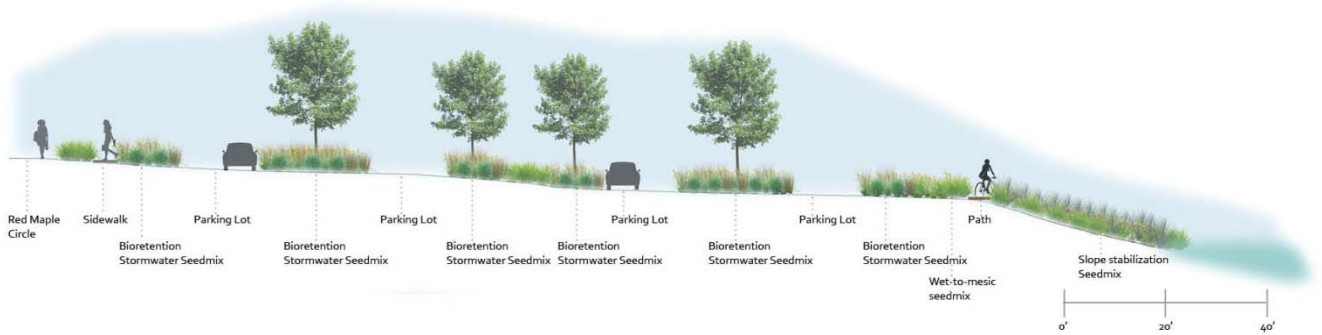 Red Maple
Circle
Sidewalk
Bioretention
Stormwater Seedmix
Parking Lot
Bioretention
Stormwater Seedmix
Parking Lot
Bioretention
Stormwater Seedmix
Bioretention
Stormwater Seedmix
Parking Lot
Bioretention
Stormwater Seedmix
Parking Lot
Bioretention
Stormwater Seedmix
Wet-to-mesic
seedmix
Path
Slope stabilization
Seedmix
0'
20'
40'